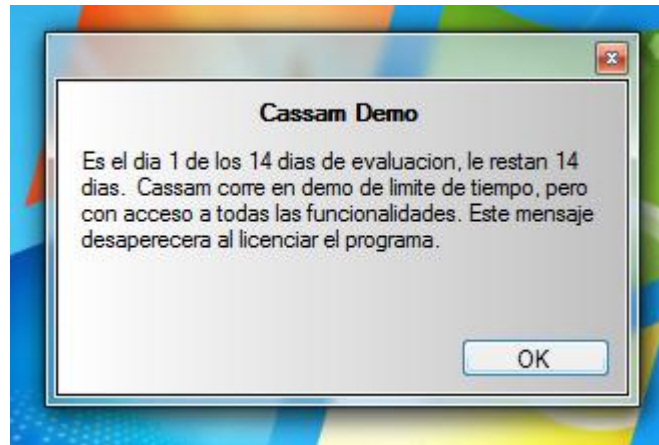 Cassam Demo
Es el dia 1 de los 14 dias de evaluacion, le restan 14
dias. Cassam corre en demo de limite de tiempo, pero
con acceso a todas las funcionalidades. Este mensaje
desaperecera al licenciar el programa.
OK